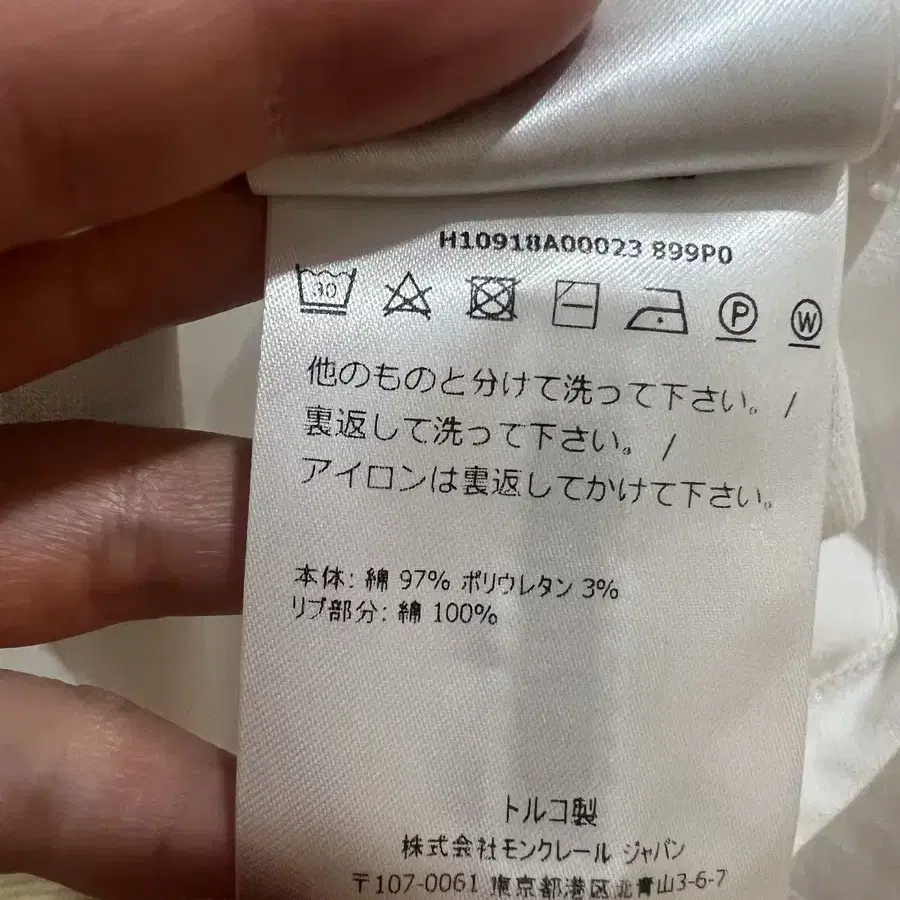 H10918A00023 899P0
30
P W
他のものと分けて洗って下さい。/
裏返して洗って下さい。/
アイロンは裏返してかけて下さい。
本体: 綿 97% ポリウレタン 3%
リブ部分: 綿 100%
トルコ製
株式会社モンクレール ジャパン
〒107-0061 東京都港区北青山3-6-7